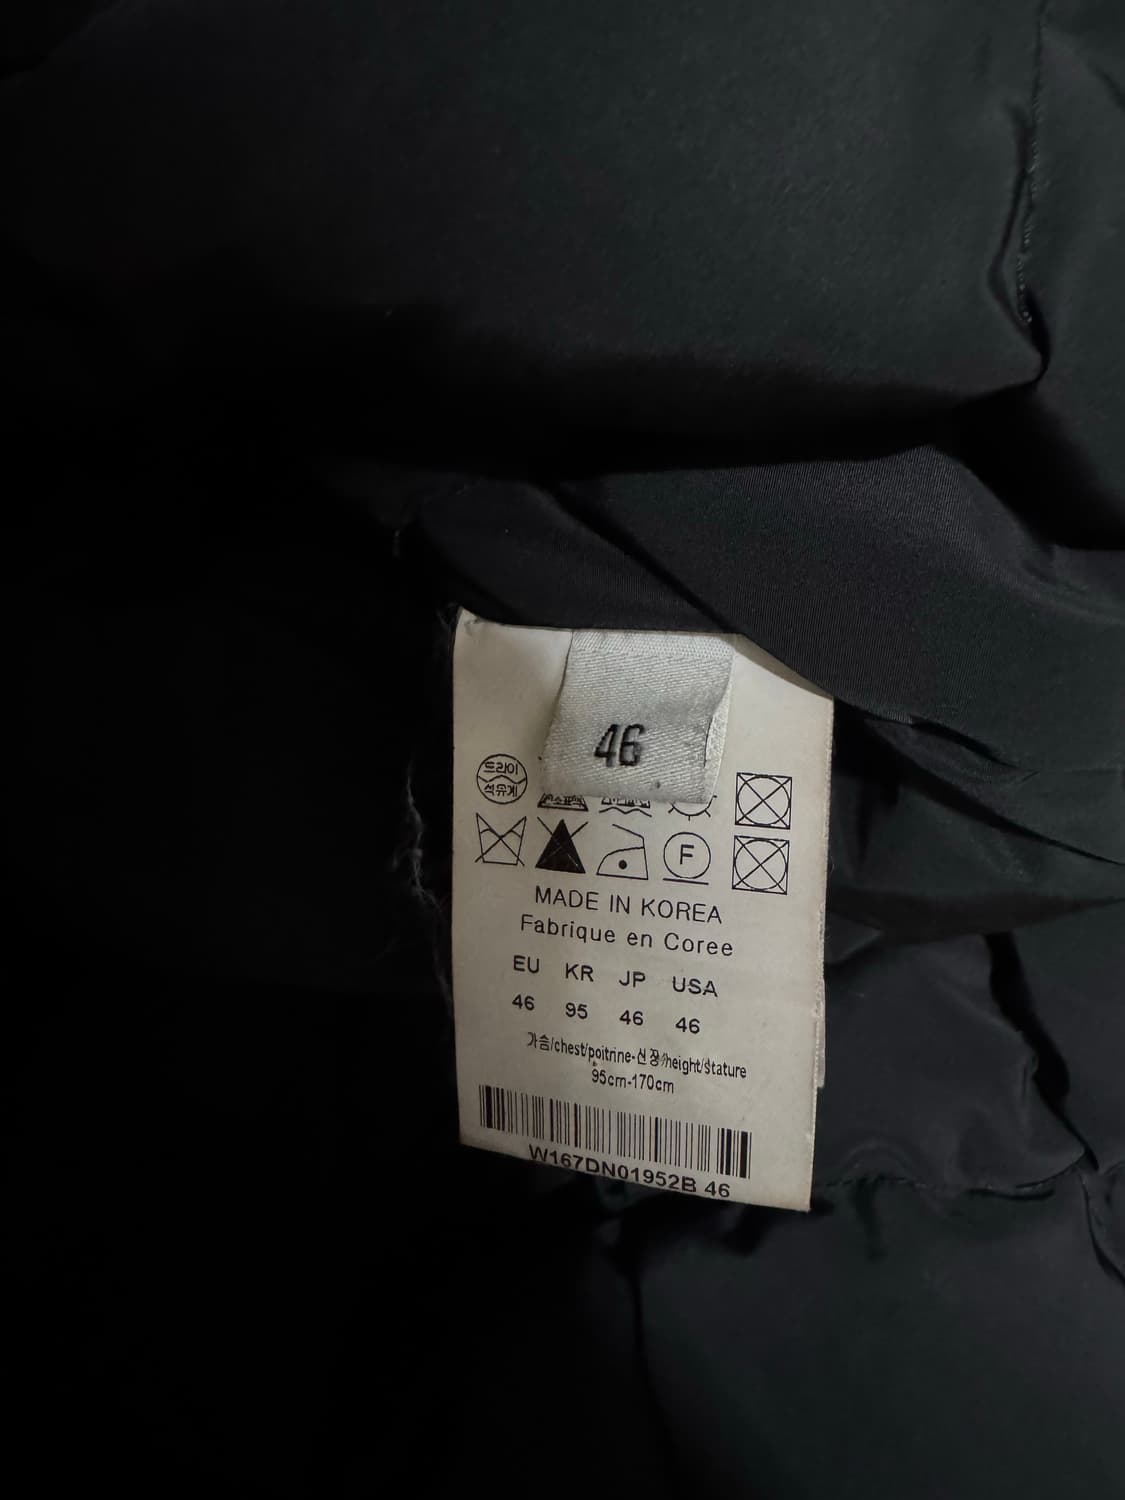 46
드라이
석유계
F
MADE IN KOREA
Fabrique en Coree
EU KR JP USA
46 95 46 46
가슴/chest/poitrine-신장/height/stature
95cm-170cm
W167DN01952B 46